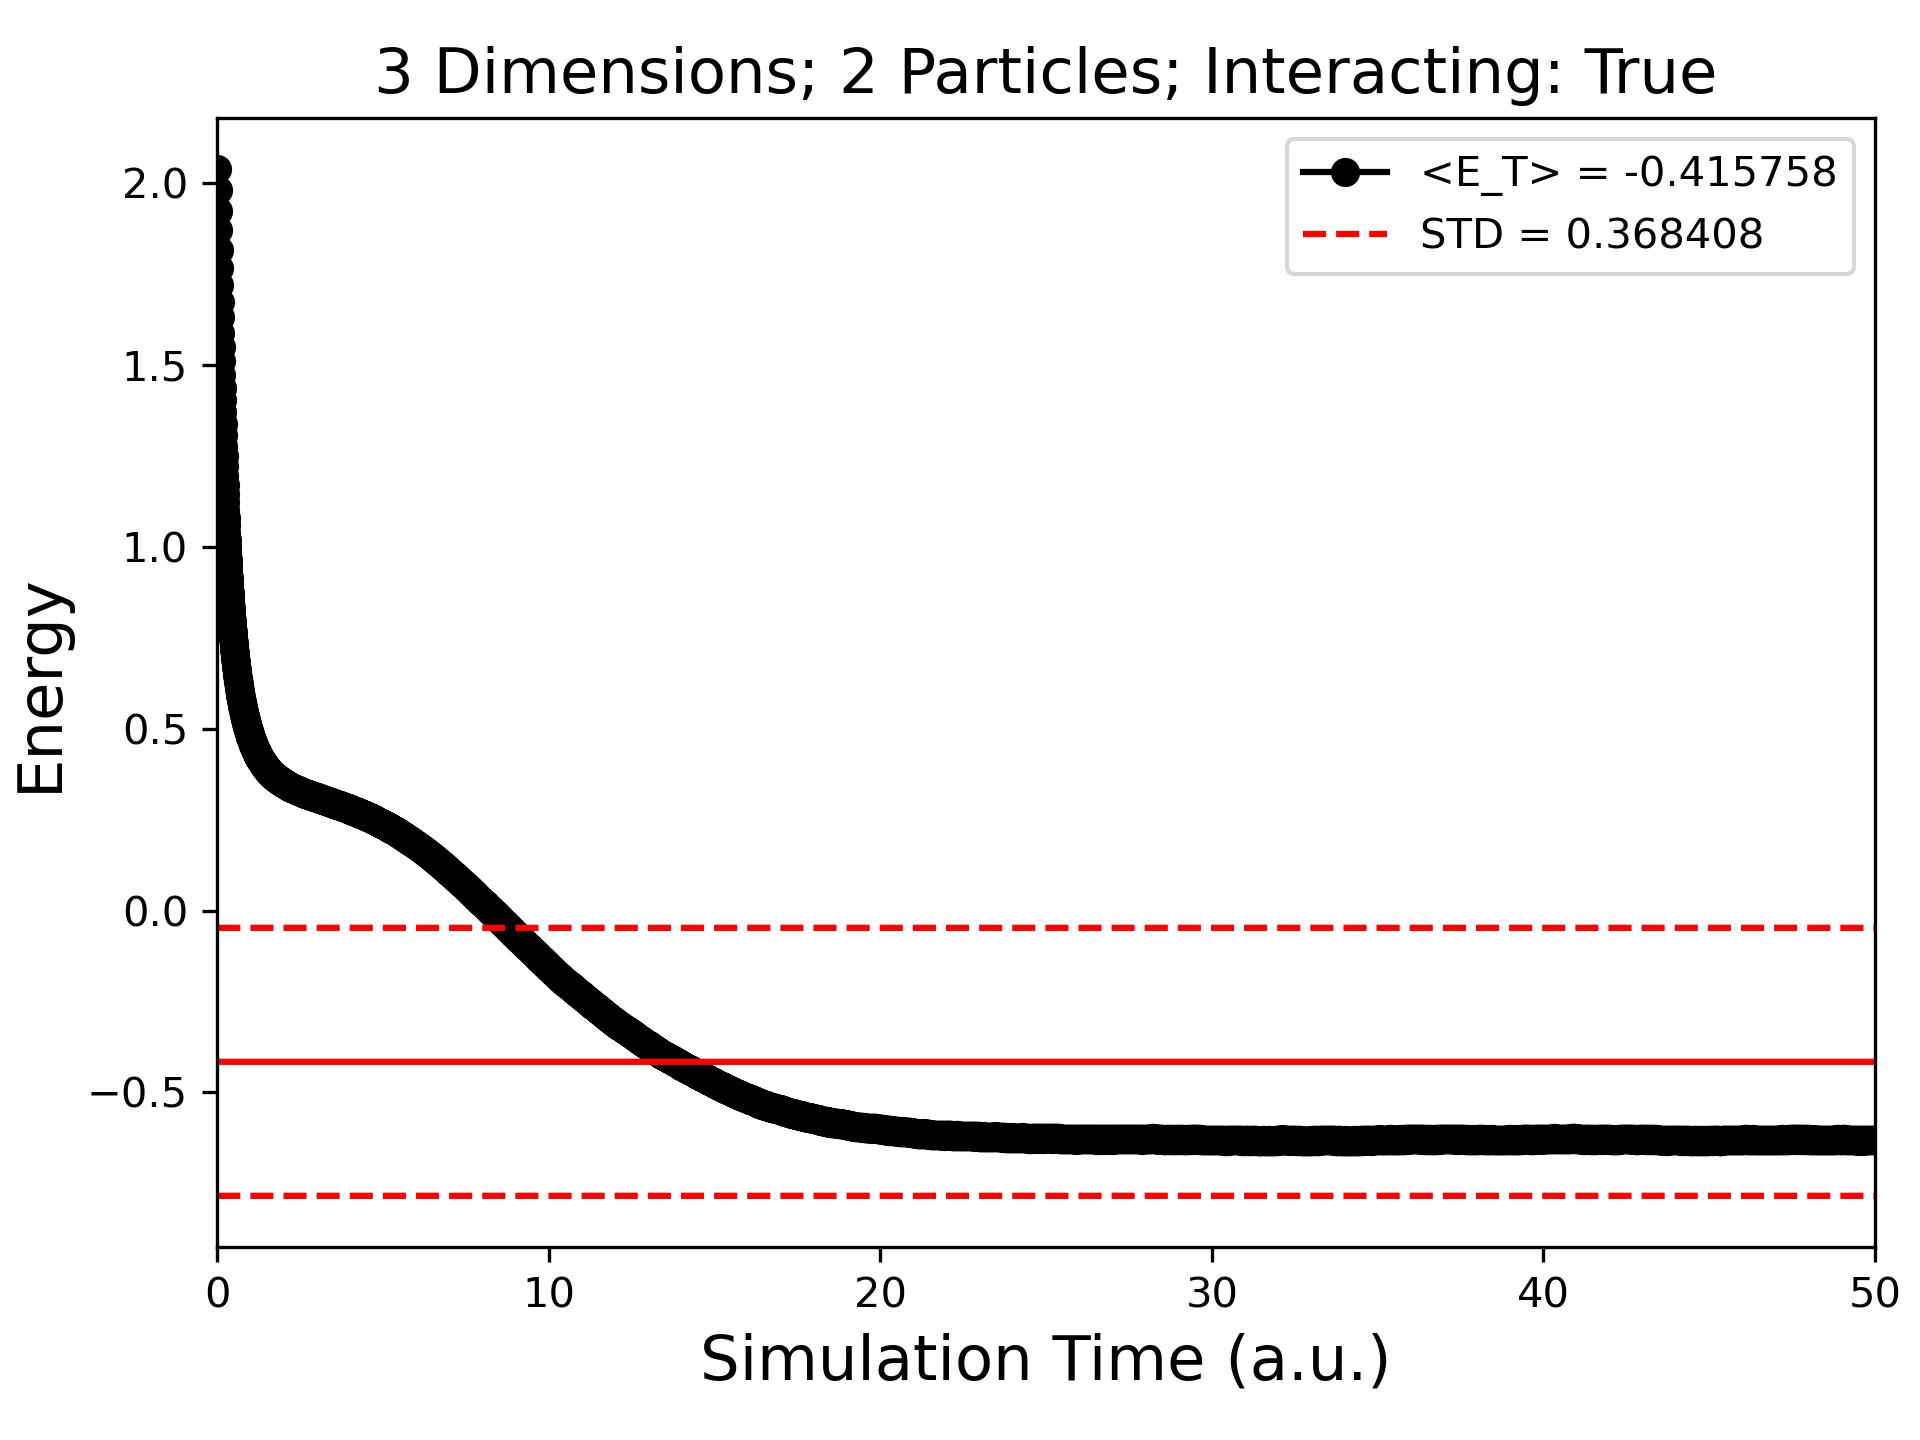 3 Dimensions; 2 Particles; Interacting: True
<E_T> = -0.415758
STD = 0.368408
2.0
1.5
1.0
0.5
0.0
−0.5
Energy
0 10 20 30 40 50
Simulation Time (a.u.)